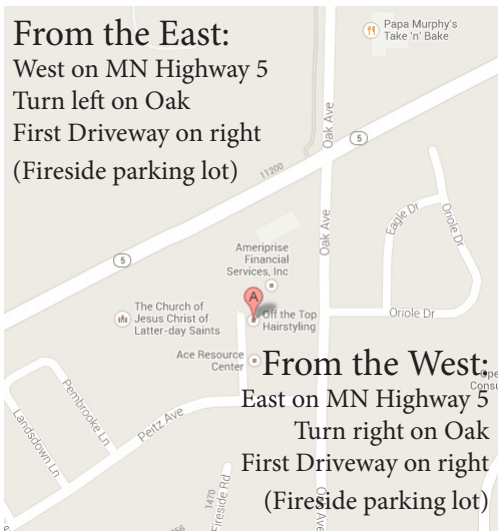 From the East:
West on MN Highway 5
Turn left on Oak
First Driveway on right
(Fireside parking lot)
Papa Murphy's
Take 'n' Bake
Oak Ave
5
11200
Oak Ave
Eagle Dr
Oriole Dr
5
Ameriprise
Financial
Services, Inc
A
Off the Top
Hairstyling
Oriole Dr
The Church of
Jesus Christ of
Latter-day Saints
Ace Resource
Center
From the West:
East on MN Highway 5
Turn right on Oak
First Driveway on right
(Fireside parking lot)
Pembrooke Ln
Landsdown Ln
Peitz Ave
1470
Fireside Rd